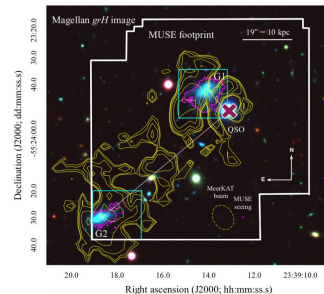 Magellan grH image
MUSE footprint
19" = 10 kpc
G1
QSO
N
E
MeerKAT
beam
MUSE
seeing
G2
Declination (J2000; dd:mm:ss.s)
23:20.0
30.0
40.0
50.0
-55:24:00.0
10.0
20.0
30.0
40.0
20.0
18.0
16.0
14.0
12.0
23:39:10.0
Right ascension (J2000; hh:mm:ss.s)